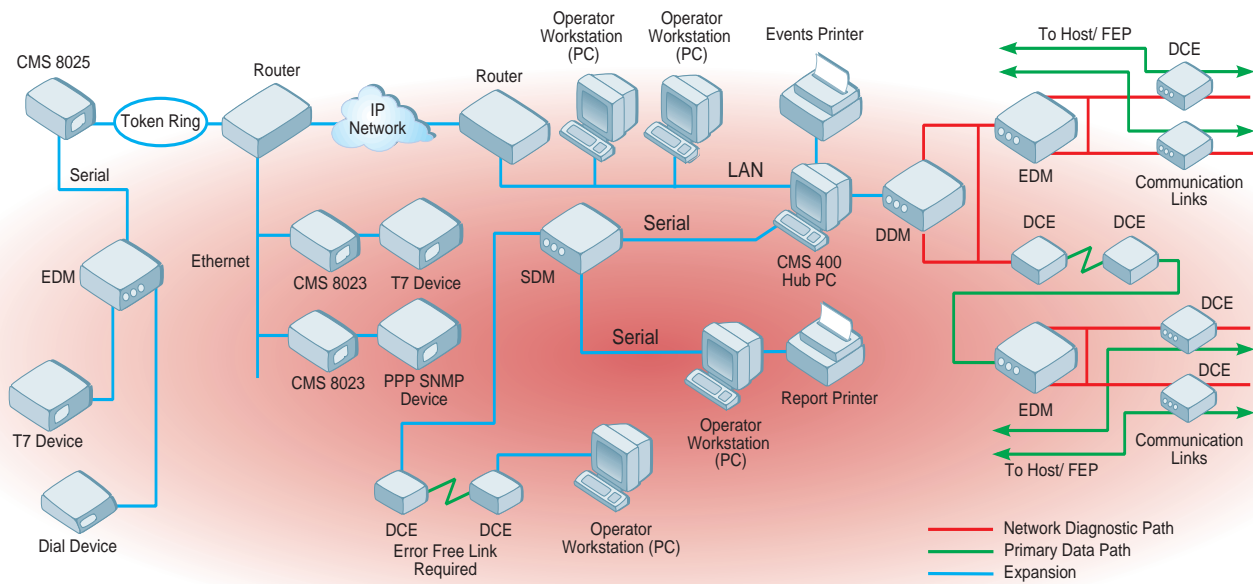 CMS 8025
Token Ring
Router
IP
Network
Router
Operator
Workstation
(PC)
Operator
Workstation
(PC)
Events Printer
To Host/ FEP
DCE
EDM
Communication
Links
Serial
LAN
Serial
DDM
CMS 400
Hub PC
DCE
DCE
EDM
Ethernet
CMS 8023
T7 Device
SDM
DCE
CMS 8023
PPP SNMP
Device
Serial
Report Printer
Operator
Workstation
(PC)
EDM
DCE
Communication
Links
To Host/ FEP
T7 Device
Dial Device
DCE
DCE
Error Free Link
Required
Operator
Workstation (PC)
Network Diagnostic Path
Primary Data Path
Expansion